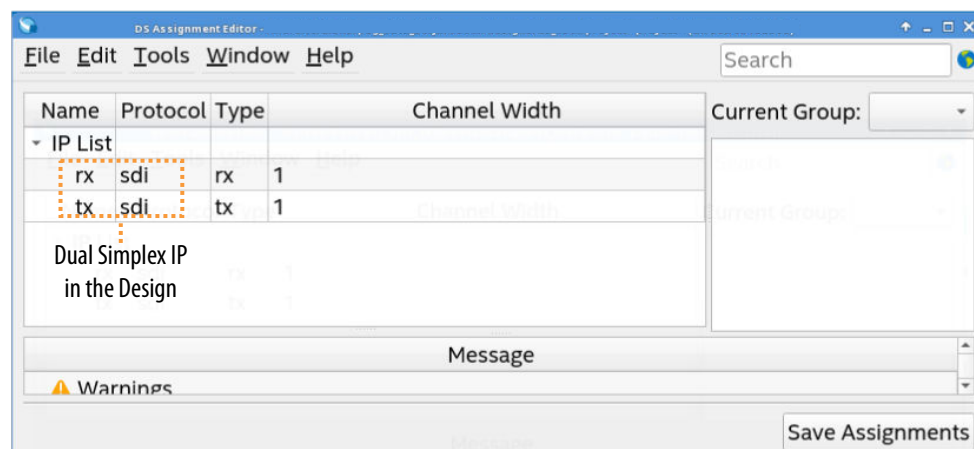 DS Assignment Editor -
File Edit Tools Window Help
Search
Name Protocol Type Channel Width
Current Group:
IP List
rx sdi rx 1
tx sdi tx 1
Dual Simplex IP
in the Design
Message
Warnings
Save Assignments